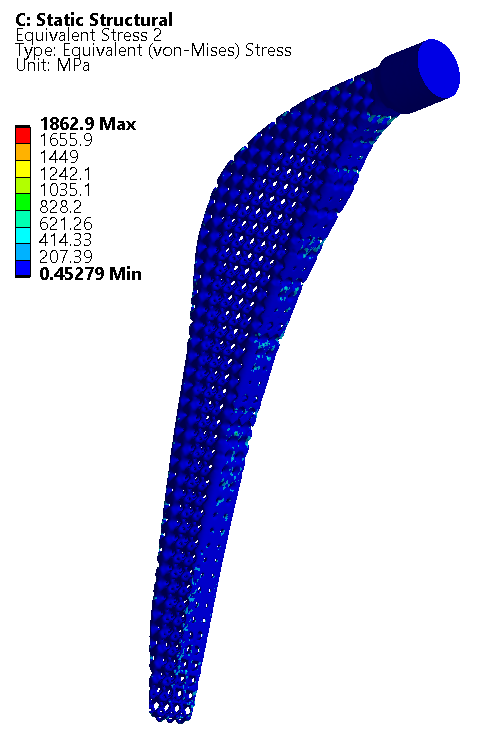 C: Static Structural
Equivalent Stress 2
Type: Equivalent (von-Mises) Stress
Unit: MPa
1862.9 Max
1655.9
1449
1242.1
1035.1
828.2
621.26
414.33
207.39
0.45279 Min